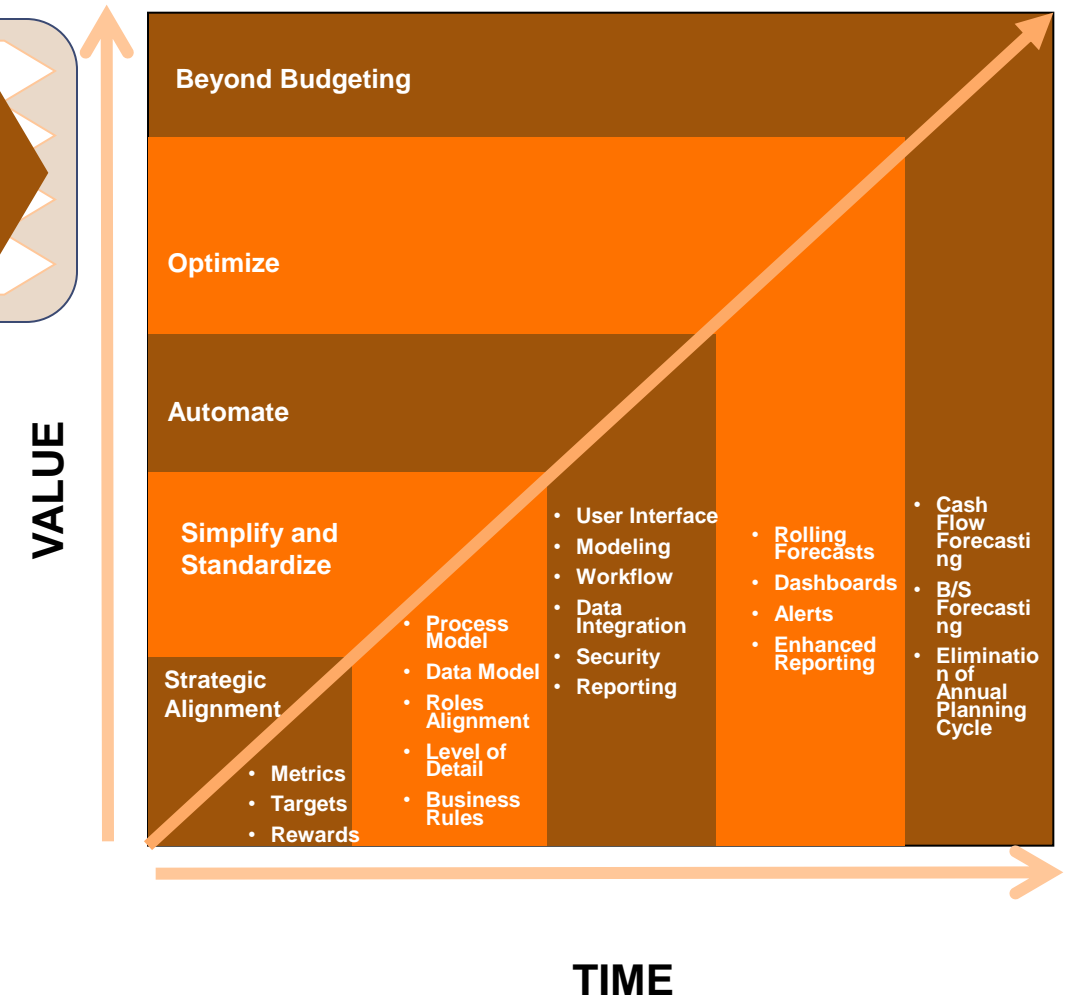 Beyond Budgeting
Optimize
Automate
Simplify and
Standardize
Strategic
Alignment
• Metrics
• Targets
• Rewards
• Process
Model
• Data Model
• Roles
Alignment
• Level of
Detail
• Business
Rules
• User Interface
• Modeling
• Workflow
• Data
Integration
• Security
• Reporting
• Rolling
Forecasts
• Dashboards
• Alerts
• Enhanced
Reporting
• Cash
Flow
Forecasti
ng
• B/S
Forecasti
ng
• Eliminatio
n of
Annual
Planning
Cycle
VALUE
TIME